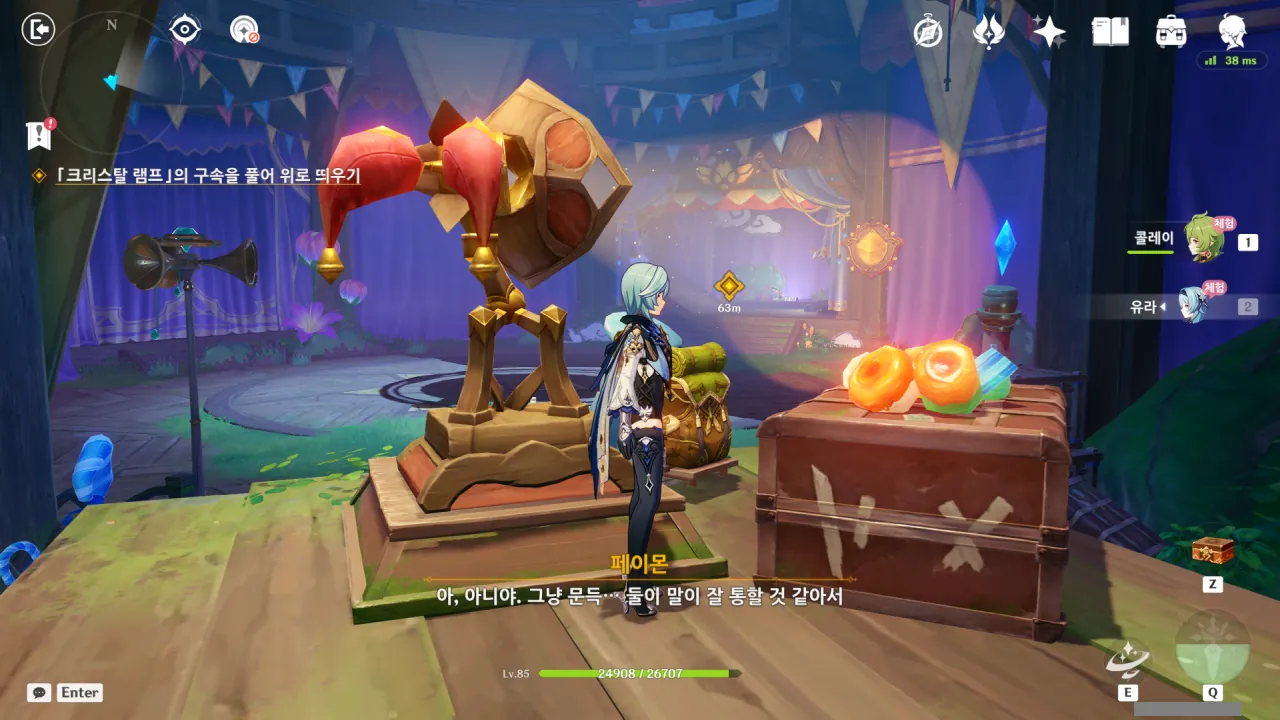 N
38 ms
「크리스탈 램프」의 구속을 풀어 위로 띄우기
콜레이
체험
1
63m
유라
체험
2
페이몬
아, 아니야. 그냥 문득… 둘이 말이 잘 통할 것 같아서
Z
Lv.85
24908 / 26707
Enter
E
Q